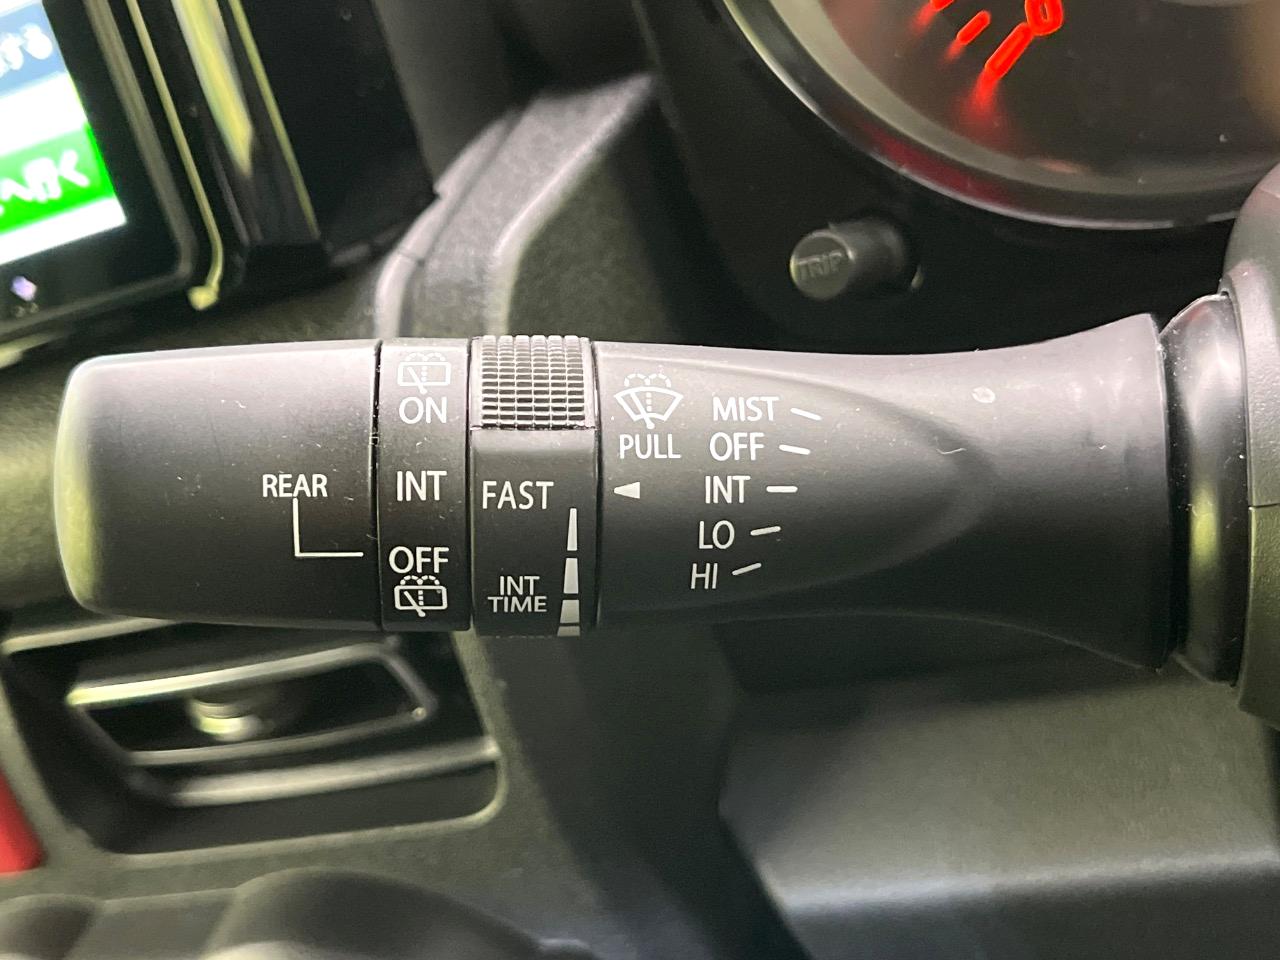 TRIP
REAR
ON
INT
OFF
FAST
INT
TIME
PULL
MIST
OFF
INT
LO
HI